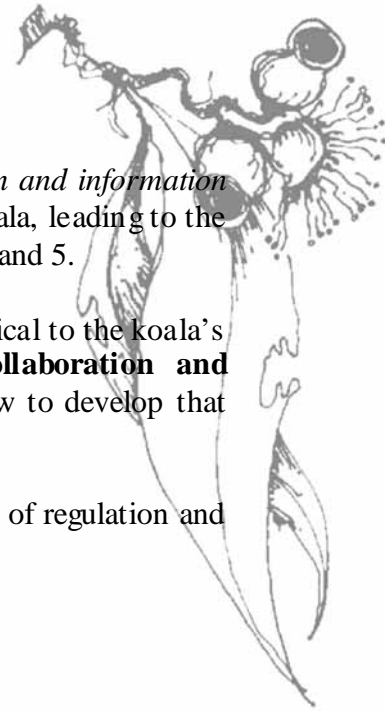 n and information
ala, leading to the
and 5.
ical to the koala's
ollaboration and
w to develop that
of regulation and